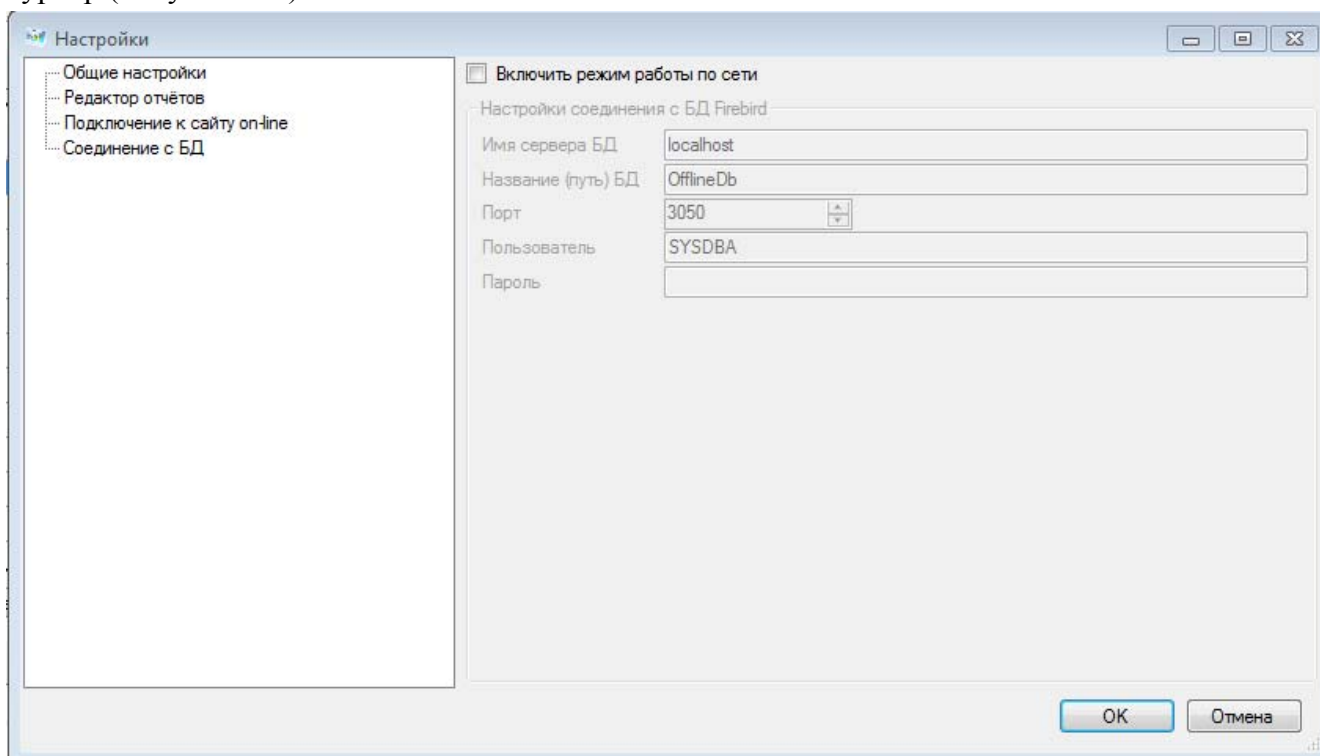 Настройки
Общие настройки
Редактор отчётов
Подключение к сайту on-line
Соединение с БД
Включить режим работы по сети
Настройки соединения с БД Firebird
Имя сервера БД localhost
Название (путь) БД OfflineDb
Порт 3050
Пользователь SYSDBA
Пароль
OK Отмена